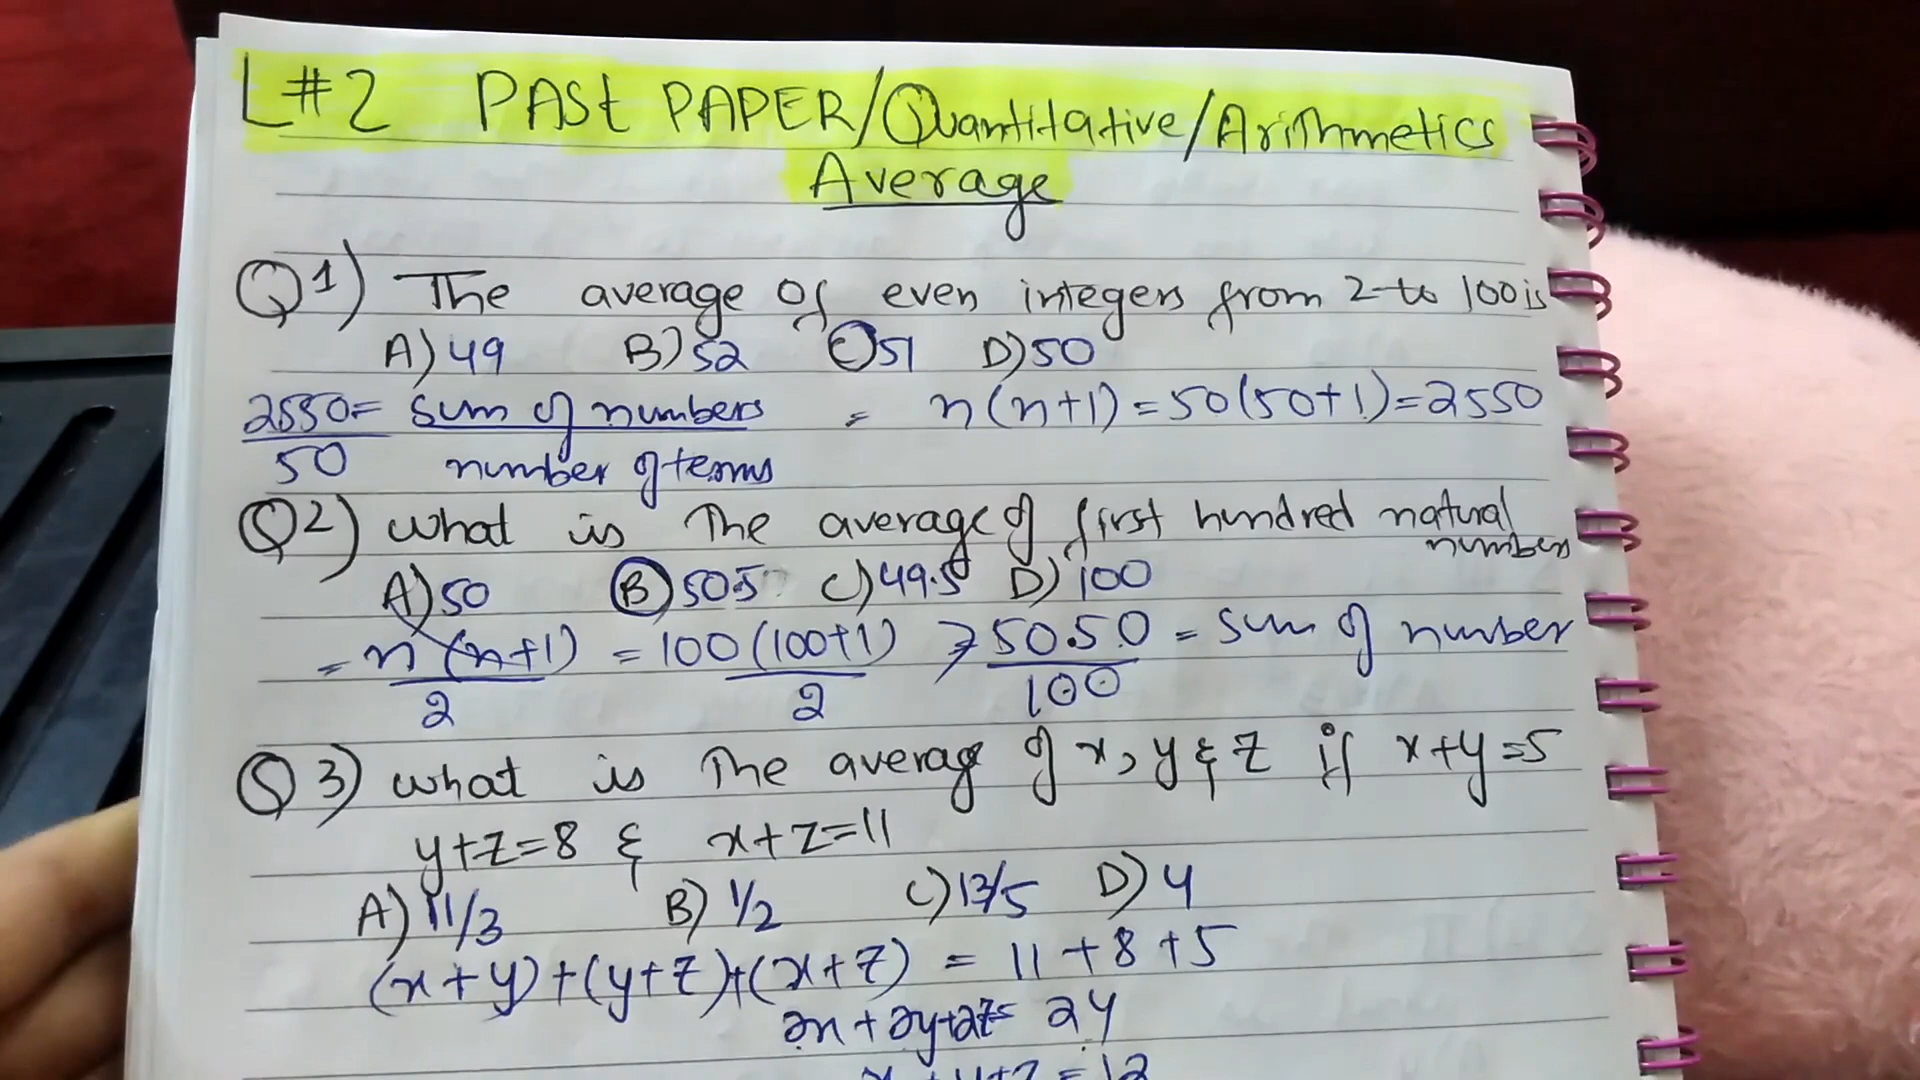 L#2 PAST PAPER/Quantitative/Arithmetics
Average
Q1) The average of even integers from 2 to 100 is
A) 49 B) 52 C) 51 D) 50
2550 = sum of numbers = n(n+1) = 50(50+1) = 2550
50 number of terms
Q2) what is the average of first hundred natural
numbers
A) 50 B) 50.5 C) 49.5 D) 100
= n(n+1) = 100(100+1) => 50.50 = sum of number
2 2 100
Q3) what is the average of x, y & z if x+y=5
y+z=8 & x+z=11
A) 11/3 B) 1/2 C) 13/5 D) 4
(x+y)+(y+z)+(x+z) = 11+8+5
2x+2y+2z= 24
x+y+z = 12